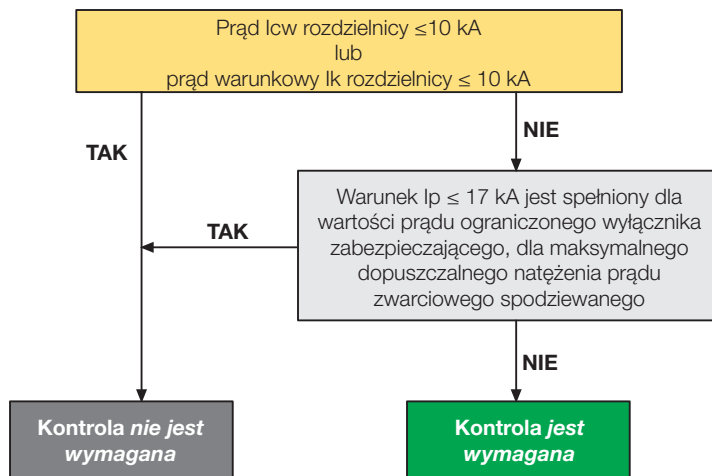 Prąd Icw rozdzielnicy ≤10 kA
lub
prąd warunkowy Ik rozdzielnicy ≤ 10 kA
TAK
NIE
Warunek Ip ≤ 17 kA jest spełniony dla
wartości prądu ograniczonego wyłącznika
zabezpieczającego, dla maksymalnego
dopuszczalnego natężenia prądu
zwarciowego spodziewanego
TAK
NIE
Kontrola nie jest
wymagana
Kontrola jest
wymagana